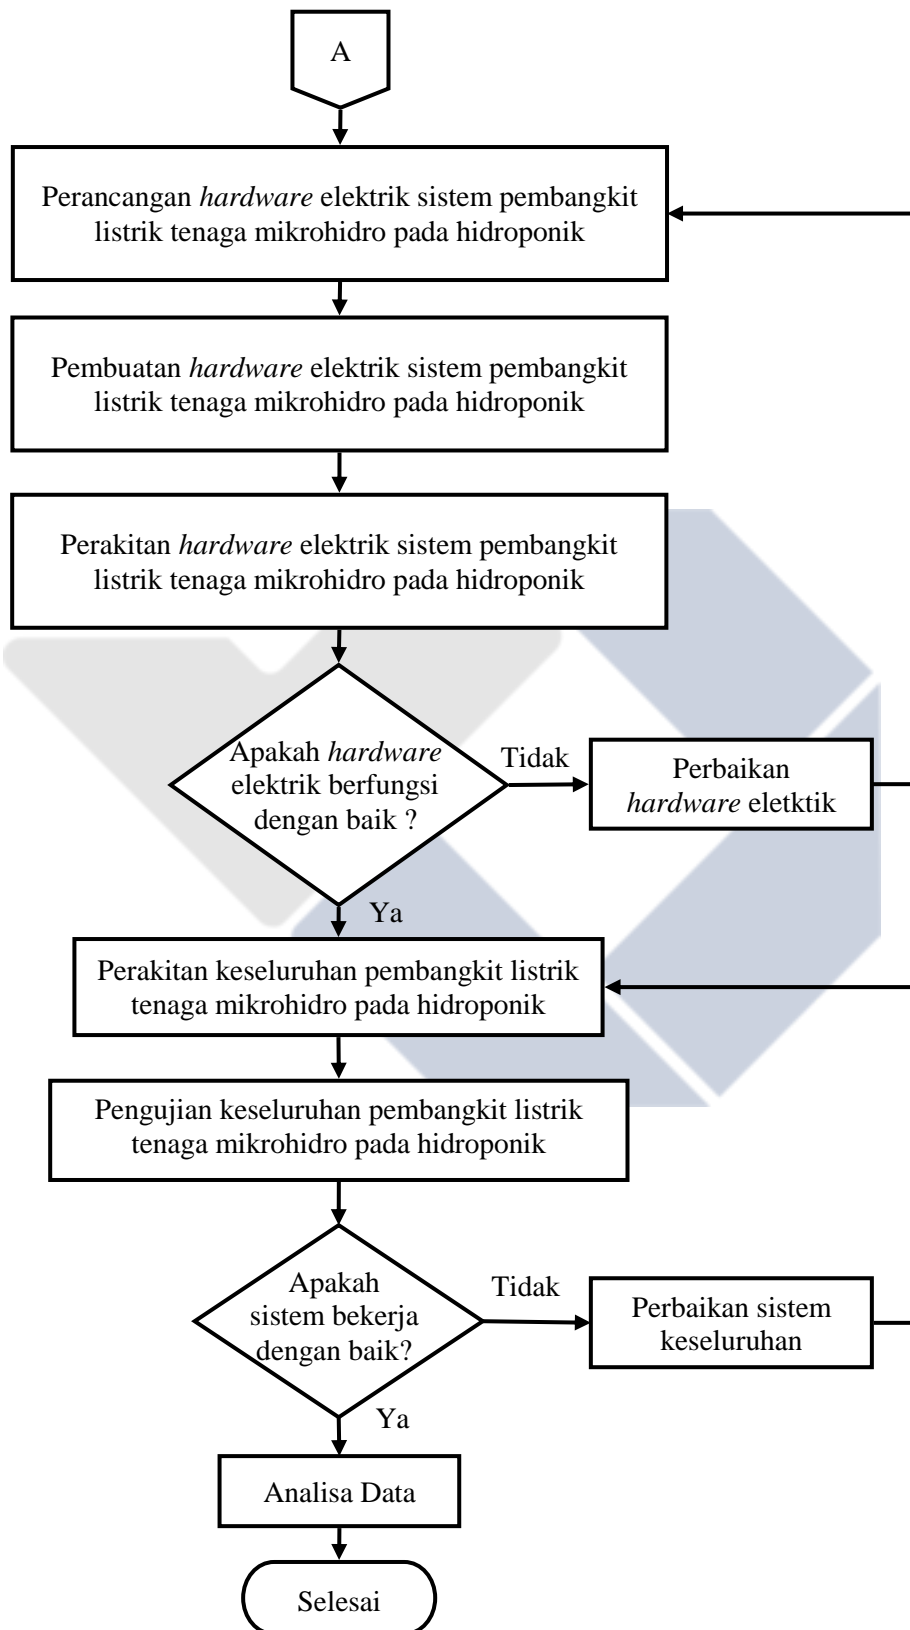 A
Perancangan hardware elektrik sistem pembangkit
listrik tenaga mikrohidro pada hidroponik
Pembuatan hardware elektrik sistem pembangkit
listrik tenaga mikrohidro pada hidroponik
Perakitan hardware elektrik sistem pembangkit
listrik tenaga mikrohidro pada hidroponik
Apakah hardware
elektrik berfungsi
dengan baik ?
Tidak
Perbaikan
hardware eletktik
Ya
Perakitan keseluruhan pembangkit listrik
tenaga mikrohidro pada hidroponik
Pengujian keseluruhan pembangkit listrik
tenaga mikrohidro pada hidroponik
Apakah
sistem bekerja
dengan baik?
Tidak
Perbaikan sistem
keseluruhan
Ya
Analisa Data
Selesai